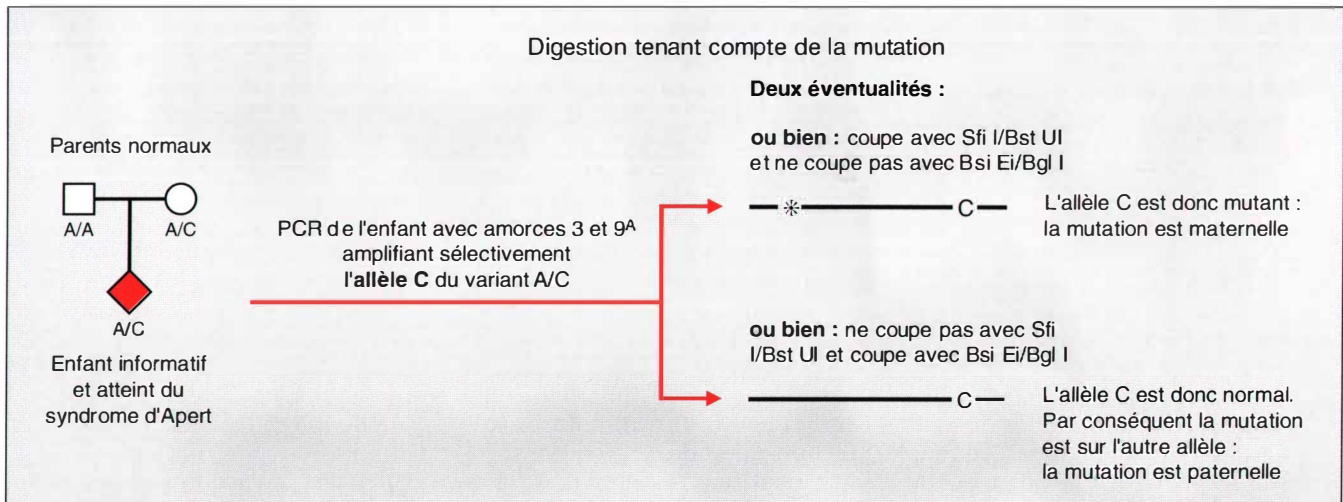 Digestion tenant compte de la mutation
Parents normaux
A/A
A/C
A/C
Enfant informatif
et atteint du
syndrome d'Apert
PCR de l'enfant avec amorces 3 et 9A
amplifiant sélectivement
l'allèle C du variant A/C
Deux éventualités :
ou bien : coupe avec Sfi I/Bst UI
et ne coupe pas avec Bsi Ei/Bgl I
C
L'allèle C est donc mutant :
la mutation est maternelle
ou bien : ne coupe pas avec Sfi
I/Bst UI et coupe avec Bsi Ei/Bgl I
C
L'allèle C est donc normal.
Par conséquent la mutation
est sur l'autre allèle :
la mutation est paternelle